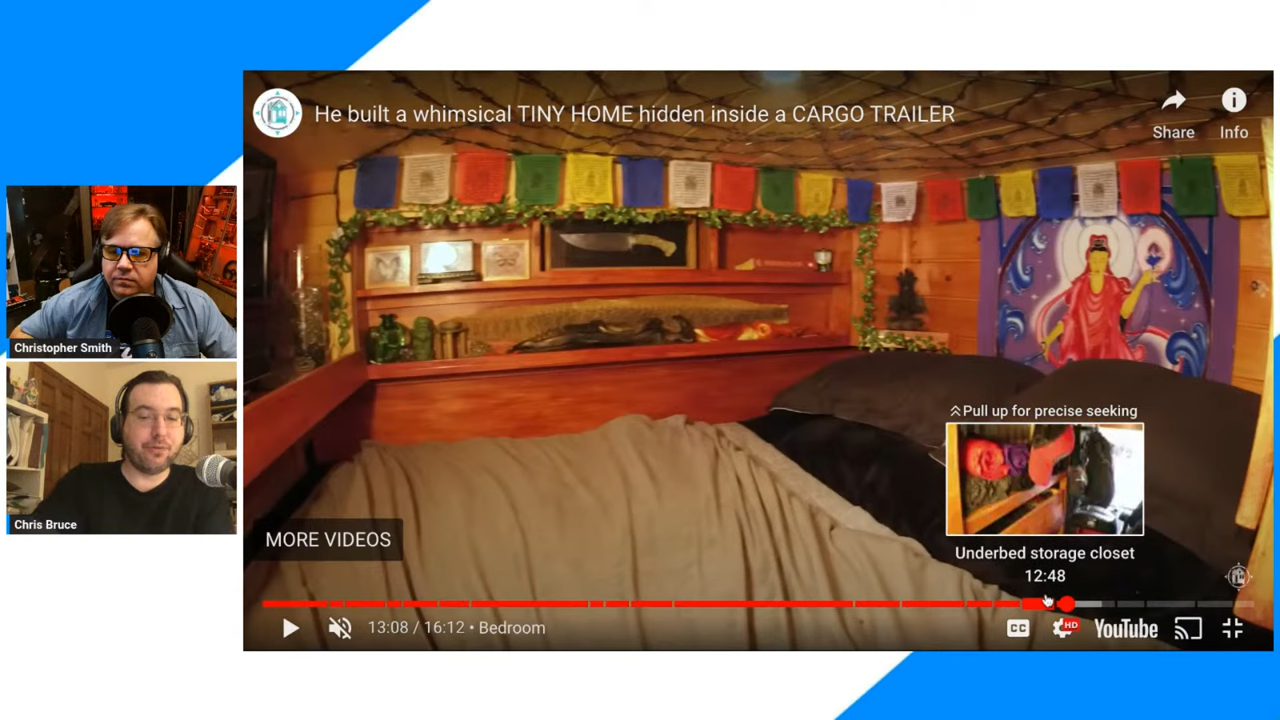 He built a whimsical TINY HOME hidden inside a CARGO TRAILER
Share
Info
Christopher Smith
Chris Bruce
Pull up for precise seeking
MORE VIDEOS
Underbed storage closet
12:48
13:08 / 16:12 • Bedroom
CC
HD
YouTube